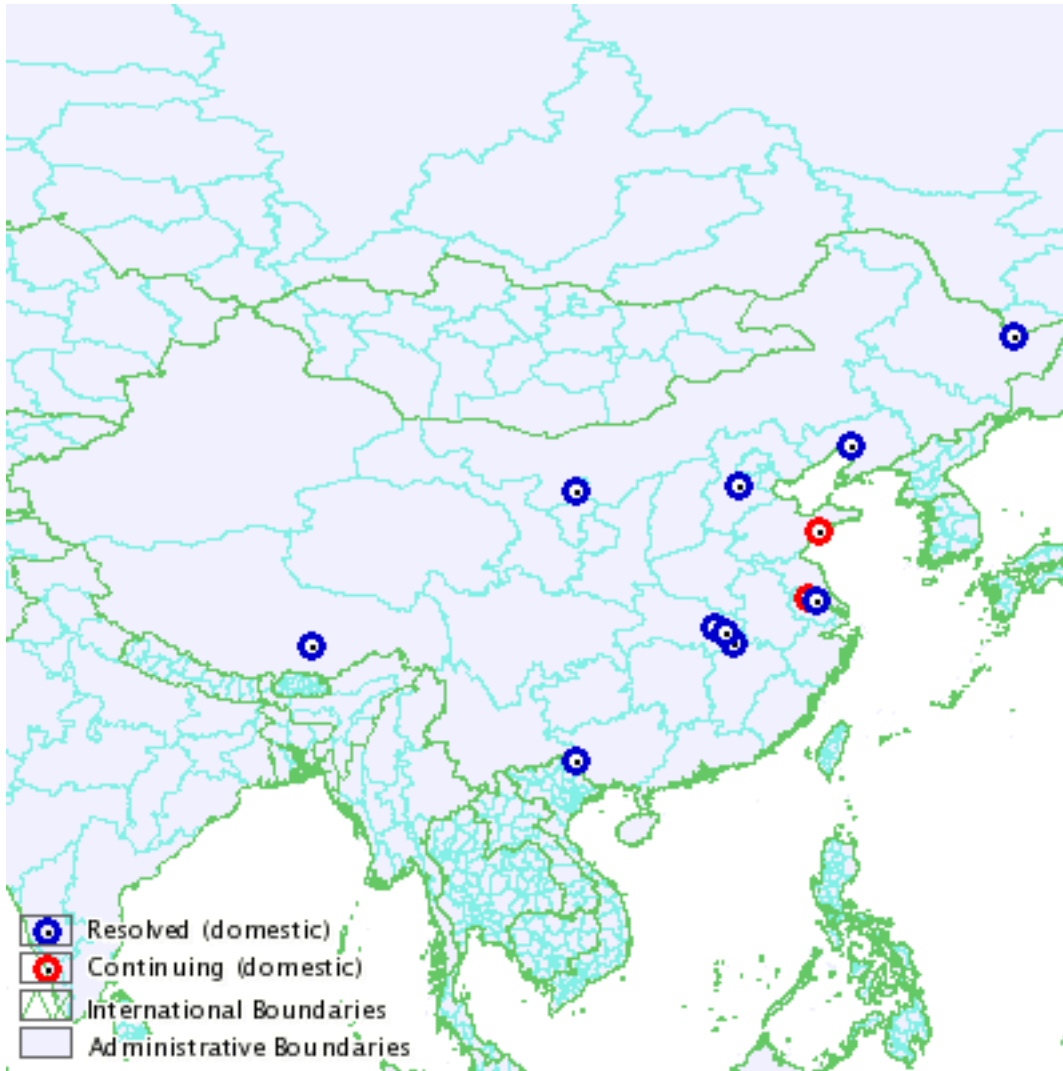 Resolved (domestic)
Continuing (domestic)
International Boundaries
Administrative Boundaries